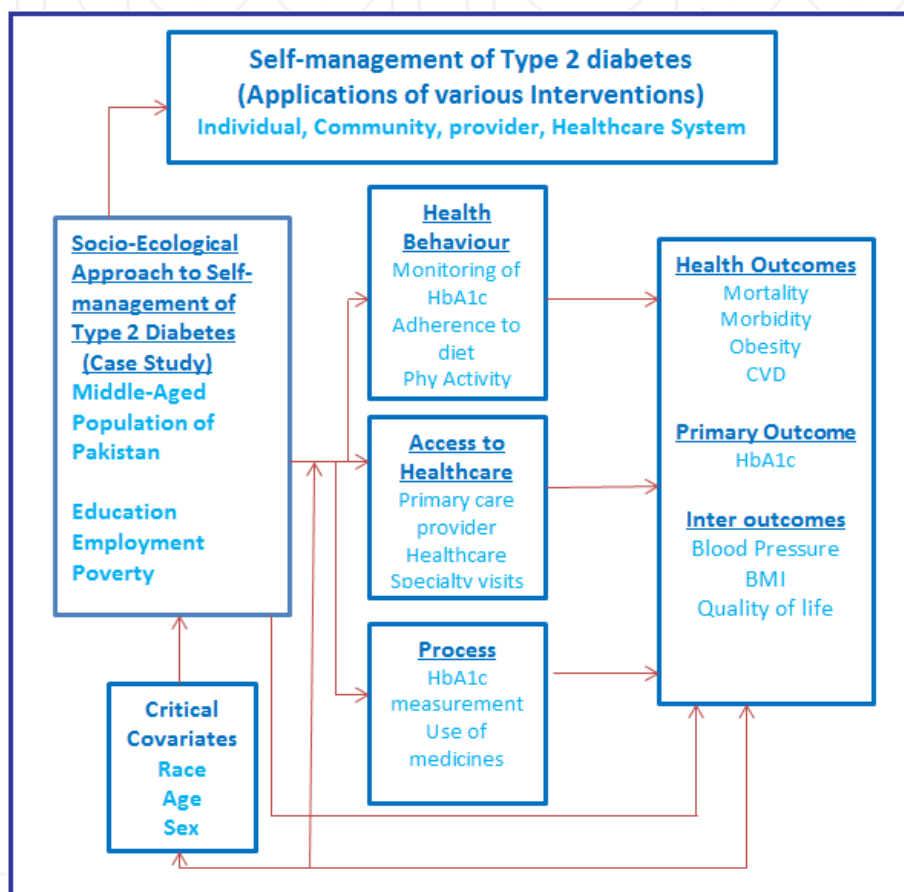 Self-management of Type 2 diabetes
(Applications of various Interventions)
Individual, Community, provider, Healthcare System
Socio-Ecological
Approach to Self-
management of
Type 2 Diabetes
(Case Study)
Middle-Aged
Population of
Pakistan
Education
Employment
Poverty
Critical
Covariates
Race
Age
Sex
Health
Behaviour
Monitoring of
HbA1c
Adherence to
diet
Phy Activity
Access to
Healthcare
Primary care
provider
Healthcare
Specialty visits
Process
HbA1c
measurement
Use of
medicines
Health Outcomes
Mortality
Morbidity
Obesity
CVD
Primary Outcome
HbA1c
Inter outcomes
Blood Pressure
BMI
Quality of life